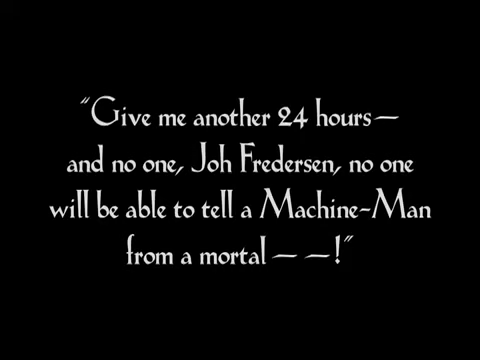 "Give me another 24 hours—
and no one, Joh Fredersen, no one
will be able to tell a Machine-Man
from a mortal — —!"